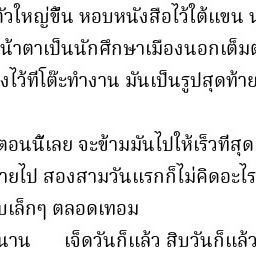 ตัวใหญ่ขึ้น หอบหนังสือไว้ใต้แขน
น้าตาเป็นนักศึกษาเมืองนอกเต็ม
ไว้ที่โต๊ะทำงาน มันเป็นรูปสุดท้าย
ตอนนี้เลย จะข้ามมันไปให้เร็วที่สุด
ไป สองสามวันแรกก็ไม่คิดอะไร
เล็กๆ ตลอดเทอม
นาน เจ็ดวันก็แล้ว สิบวันก็แล้ว